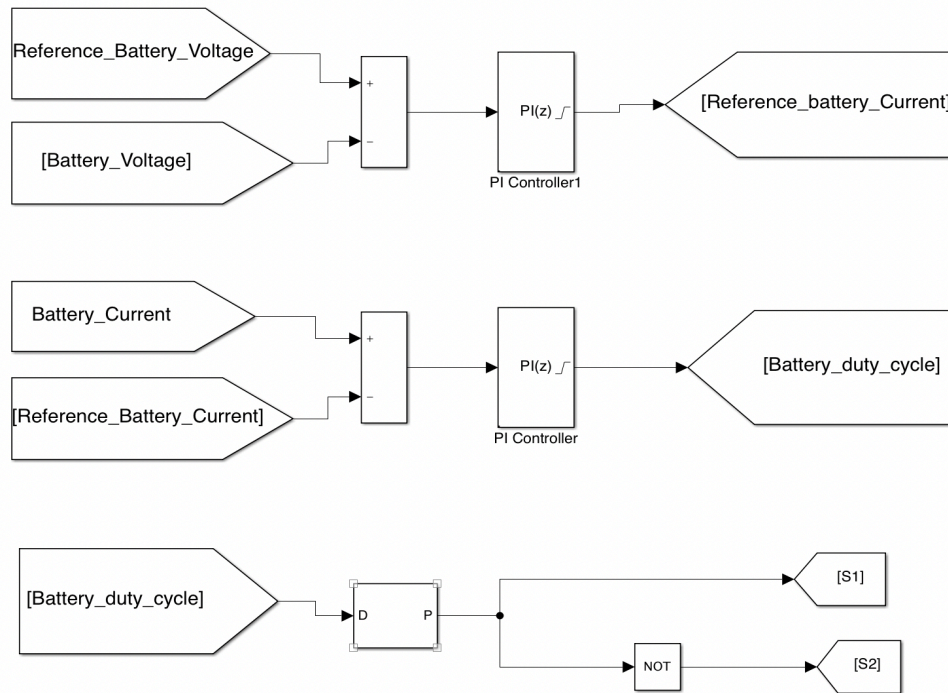 Reference_Battery_Voltage
[Battery_Voltage]
+
−
PI(z)
PI Controller1
[Reference_battery_Current]
Battery_Current
[Reference_Battery_Current]
+
−
PI(z)
PI Controller
[Battery_duty_cycle]
[Battery_duty_cycle]
D
P
[S1]
NOT
[S2]